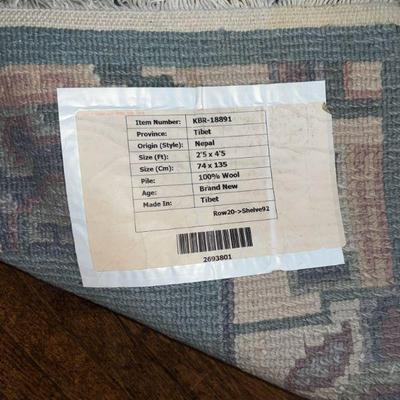 Item Number: KBR-18891
Province: Tibet
Origin (Style): Nepal
Size (Ft): 2'5 x 4'5
Size (Cm): 74 x 135
Pile: 100% Wool
Age: Brand New
Made In: Tibet
Row20->Shelve92
2693801